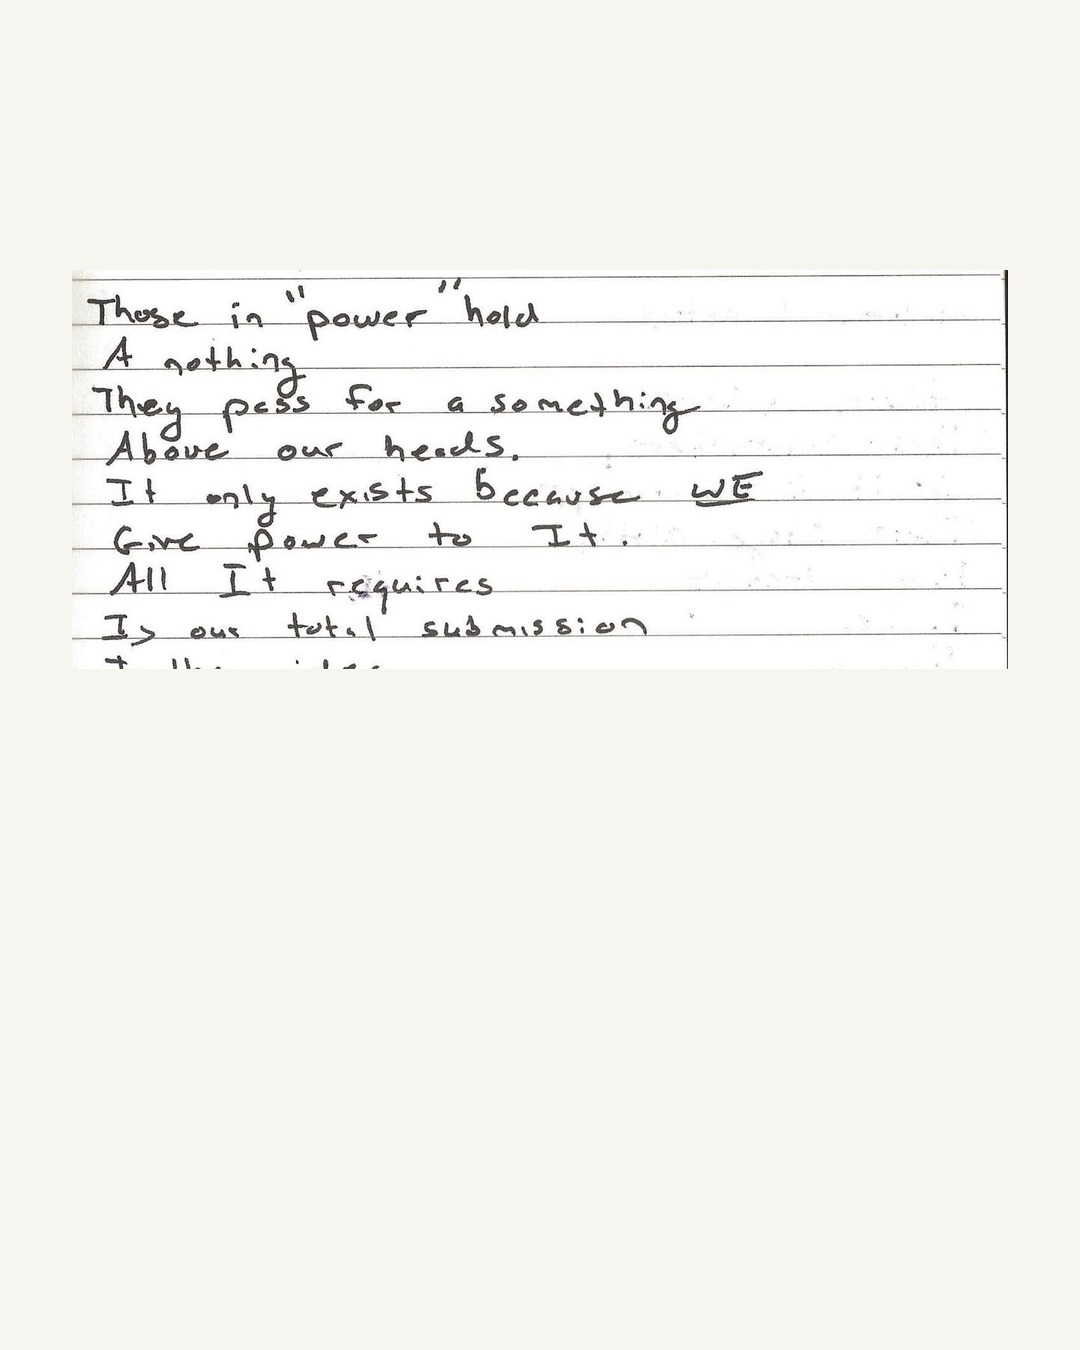 Those in "power" hold
A nothing
They pass for a something
Above our heads.
It only exists because WE
Give power to It.
All It requires
Is our total submission